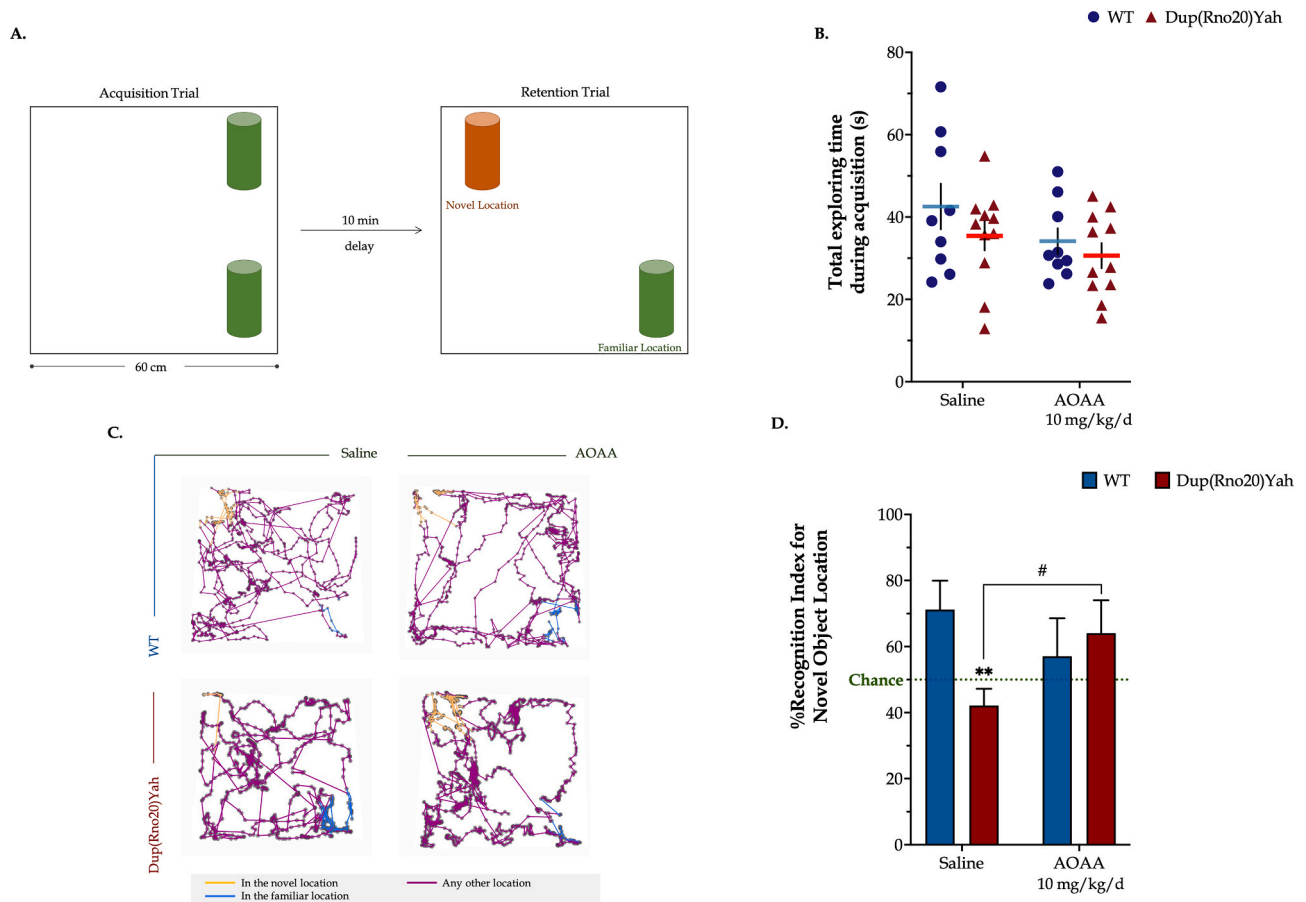 A.
Acquisition Trial
Retention Trial
Novel Location
10 min
delay
Familiar Location
60 cm
WT
Dup(Rno20)Yah
B.
Total exploring time
during acquisition (s)
80
60
40
20
0
Saline
AOAA
10 mg/kg/d
C.
Saline
AOAA
WT
Dup(Rno20)Yah
In the novel location
Any other location
In the familiar location
D.
WT
Dup(Rno20)Yah
%Recognition Index for
Novel Object Location
100
80
60
40
20
0
Chance
#
**
Saline
AOAA
10 mg/kg/d